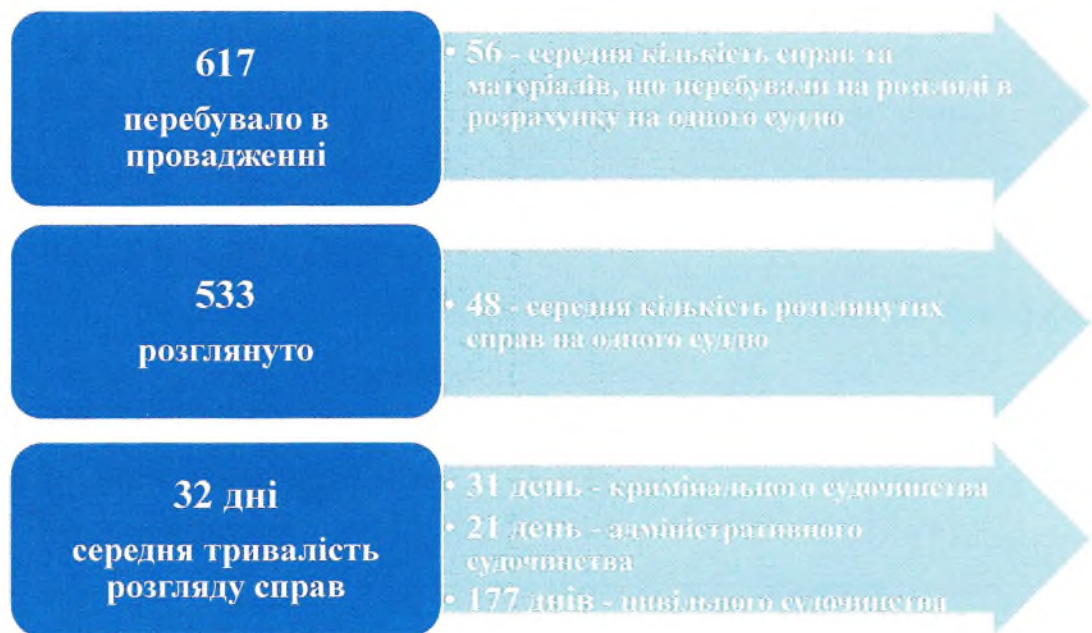 617
перебувало в
провадженні
• 56 - середня кількість справ та
матеріалів, що перебували на розгляді в
розрахунку на одного суддю
533
розглянуто
• 48 - середня кількість розглянутих
справ на одного суддю
32 дні
середня тривалість
розгляду справ
• 31 день - кримінального судочинства
• 21 день - адміністративного
судочинства
• 177 днів - цивільного судочинства